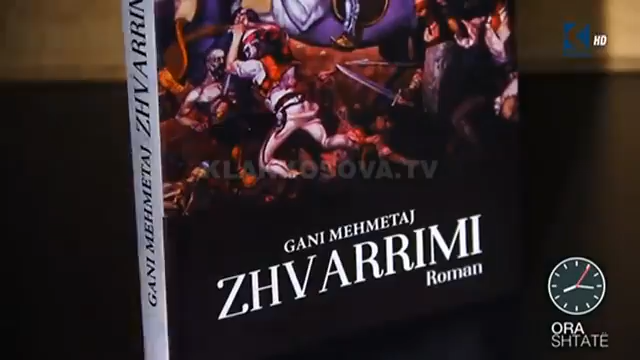 K HD
GANI MEHMETAJ ZHVARRIMI
KLANKOSOVA.TV
GANI MEHMETAJ
ZHVARRIMI
Roman
ORA
SHTATË